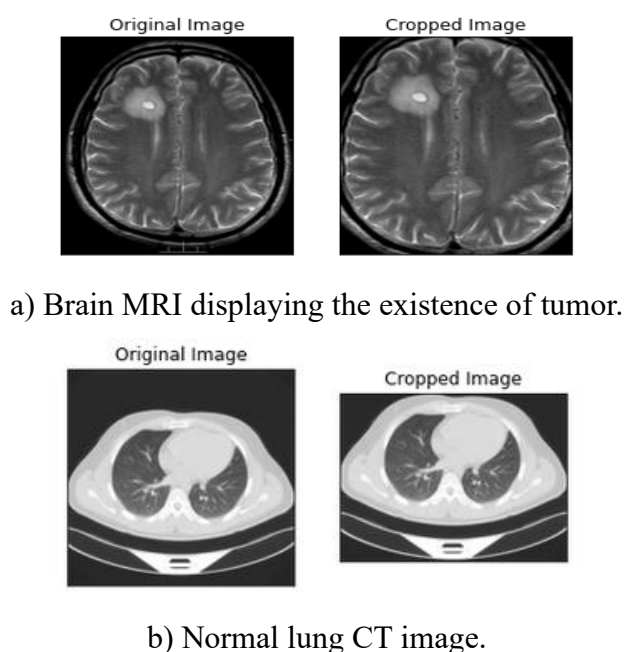 Original Image
Cropped Image
a) Brain MRI displaying the existence of tumor.
Original Image
Cropped Image
b) Normal lung CT image.